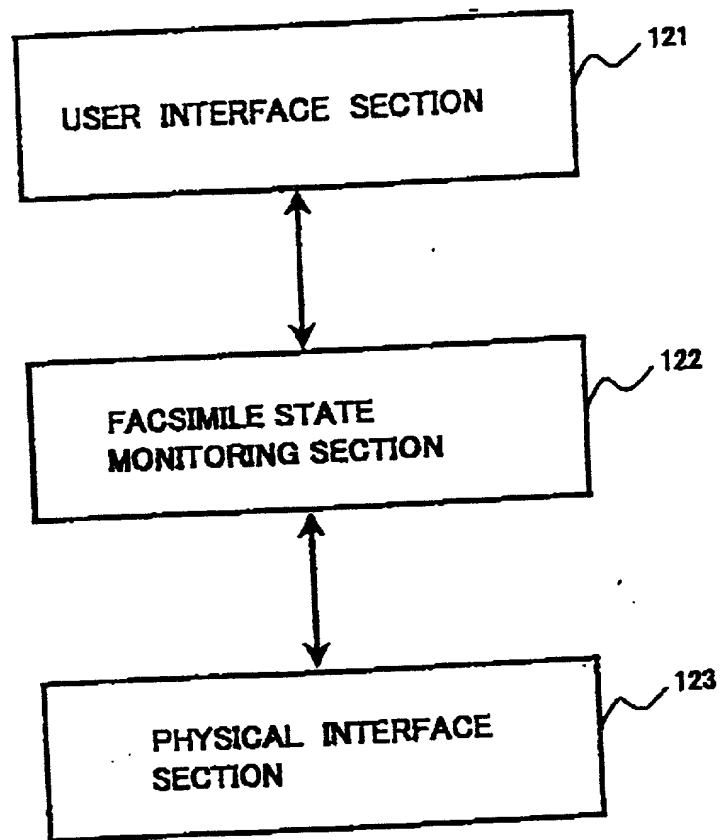 121
USER INTERFACE SECTION
122
FACSIMILE STATE
MONITORING SECTION
123
PHYSICAL INTERFACE
SECTION